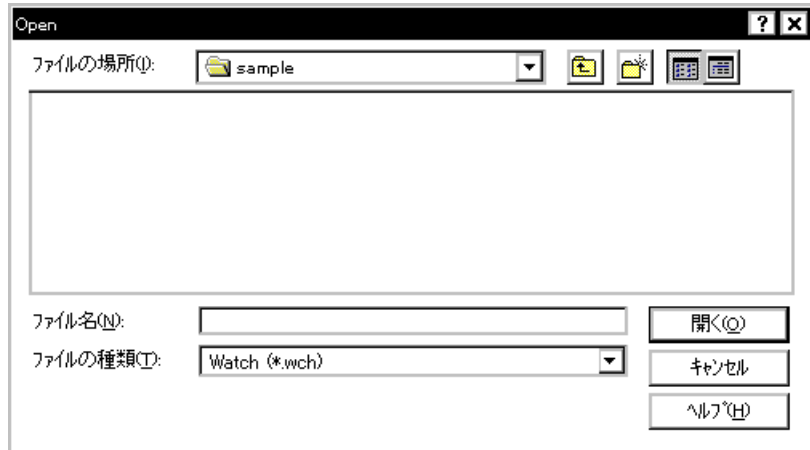 Open
ﾌｧｲﾙの場所(I):
sample
ﾌｧｲﾙ名(N):
開く(O)
ﾌｧｲﾙの種類(T):
Watch (*.wch)
ｷｬﾝｾﾙ
ﾍﾙﾌﾟ(H)